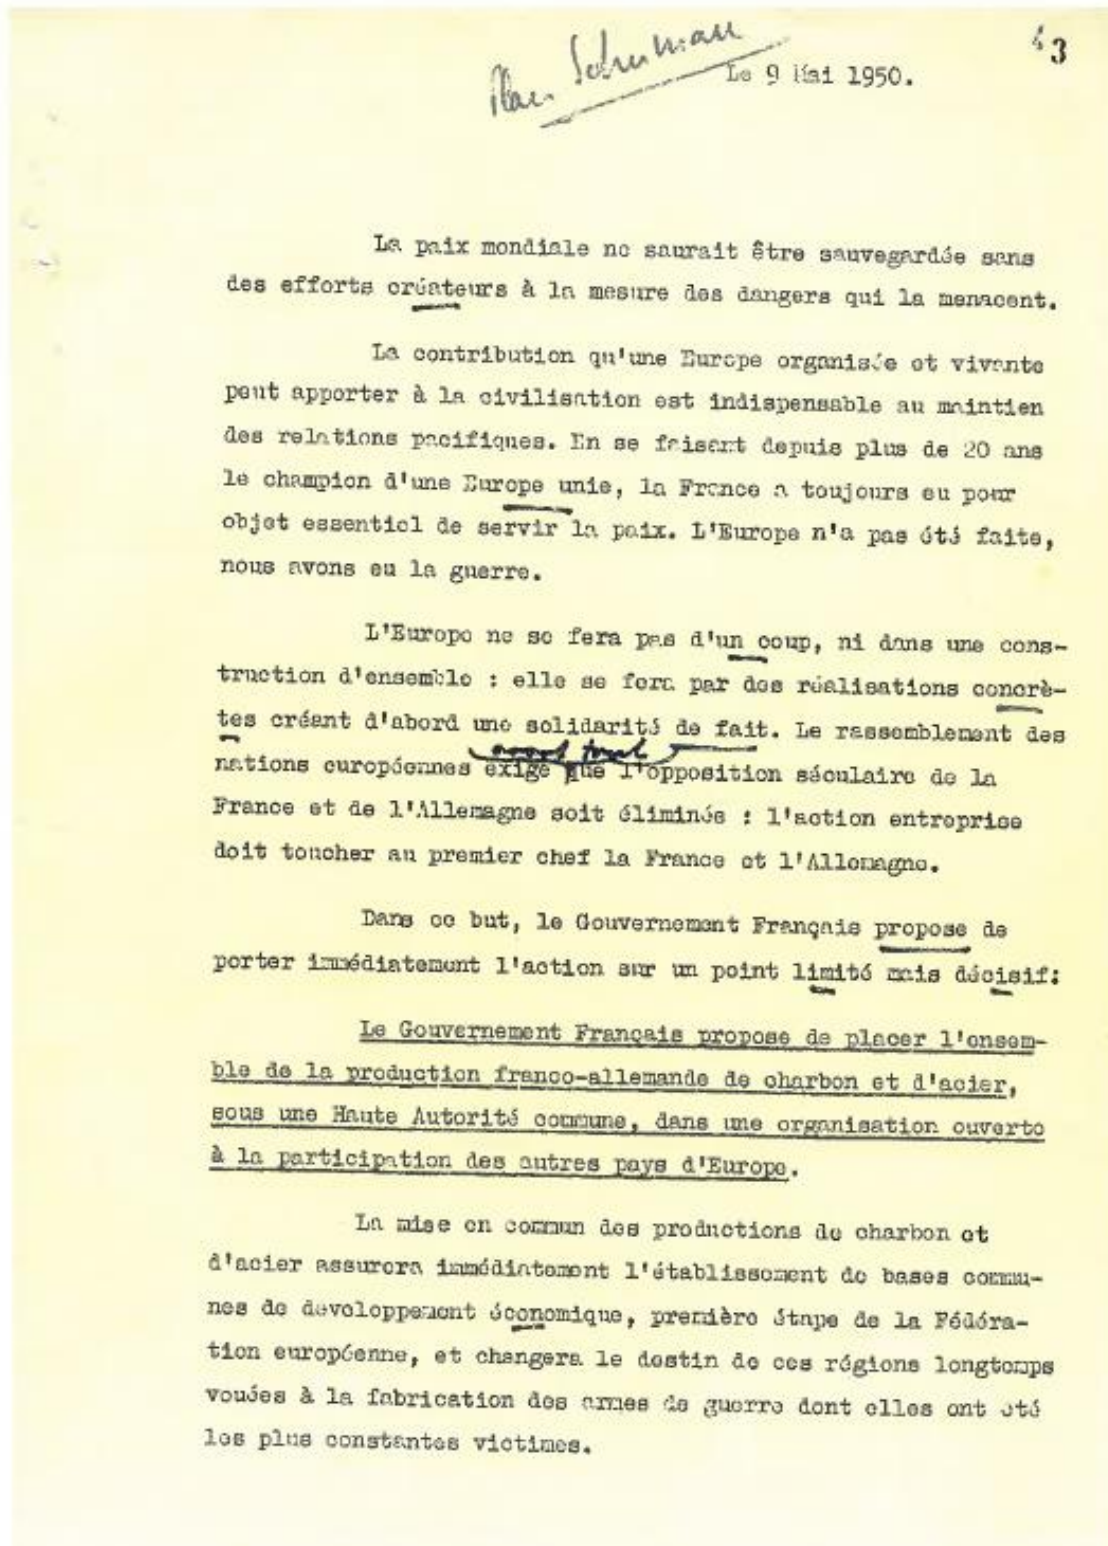 Plan Schuman
43
Le 9 Mai 1950.
La paix mondiale ne saurait être sauvegardée sans
des efforts créateurs à la mesure des dangers qui la menacent.
La contribution qu'une Europe organisée et vivante
peut apporter à la civilisation est indispensable au maintien
des relations pacifiques. En se faisant depuis plus de 20 ans
le champion d'une Europe unie, la France a toujours eu pour
objet essentiel de servir la paix. L'Europe n'a pas été faite,
nous avons eu la guerre.
L'Europe ne se fera pas d'un coup, ni dans une cons-
truction d'ensemble : elle se fera par des réalisations concrè-
tes créant d'abord une solidarité de fait. Le rassemblement des
avant tout
nations européennes exige que l'opposition séculaire de la
France et de l'Allemagne soit éliminée : l'action entreprise
doit toucher au premier chef la France et l'Allemagne.
Dans ce but, le Gouvernement Français propose de
porter immédiatement l'action sur un point limité mais décisif:
Le Gouvernement Français propose de placer l'ensem-
ble de la production franco-allemande de charbon et d'acier,
sous une Haute Autorité commune, dans une organisation ouverte
à la participation des autres pays d'Europe.
La mise en commun des productions de charbon et
d'acier assurera immédiatement l'établissement de bases commu-
nes de developpement économique, première étape de la Fédéra-
tion européenne, et changera le destin de ces régions longtemps
vouées à la fabrication des armes de guerre dont elles ont été
les plus constantes victimes.